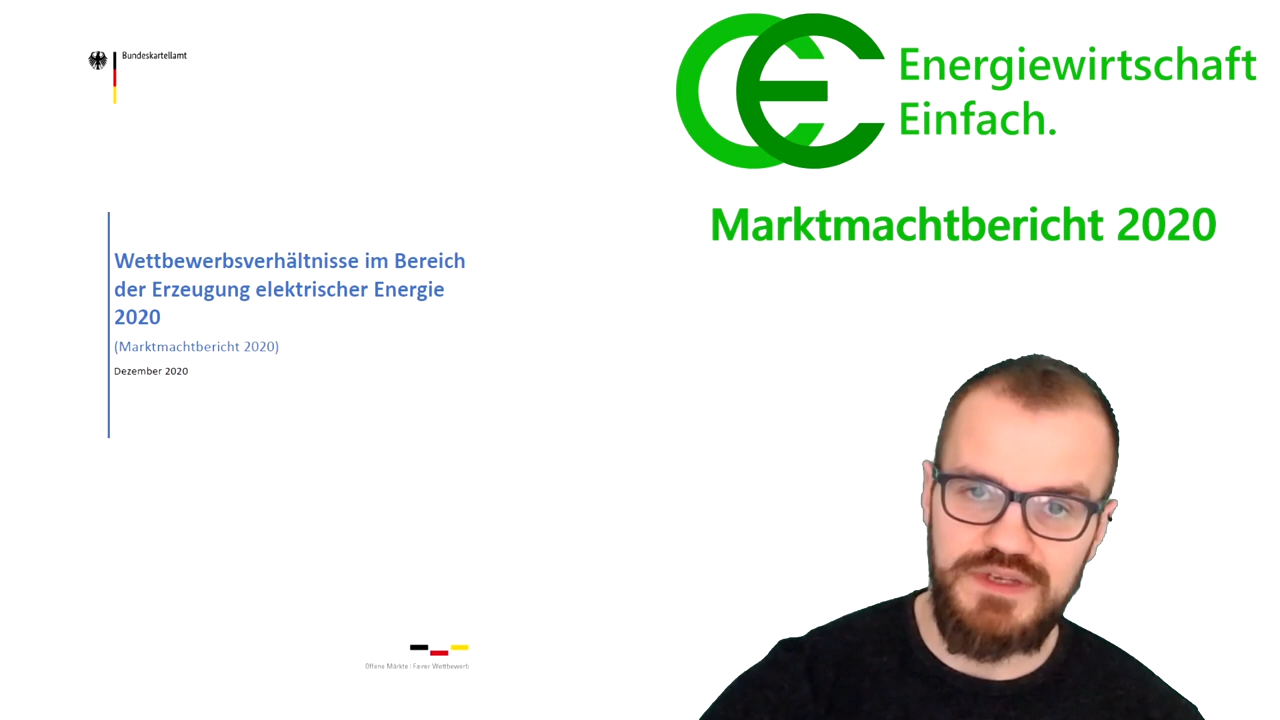 Bundeskartellamt
Wettbewerbsverhältnisse im Bereich
der Erzeugung elektrischer Energie
2020
(Marktmachtbericht 2020)
Dezember 2020
Offene Märkte | Fairer Wettbewerb
Energiewirtschaft
Einfach.
Marktmachtbericht 2020